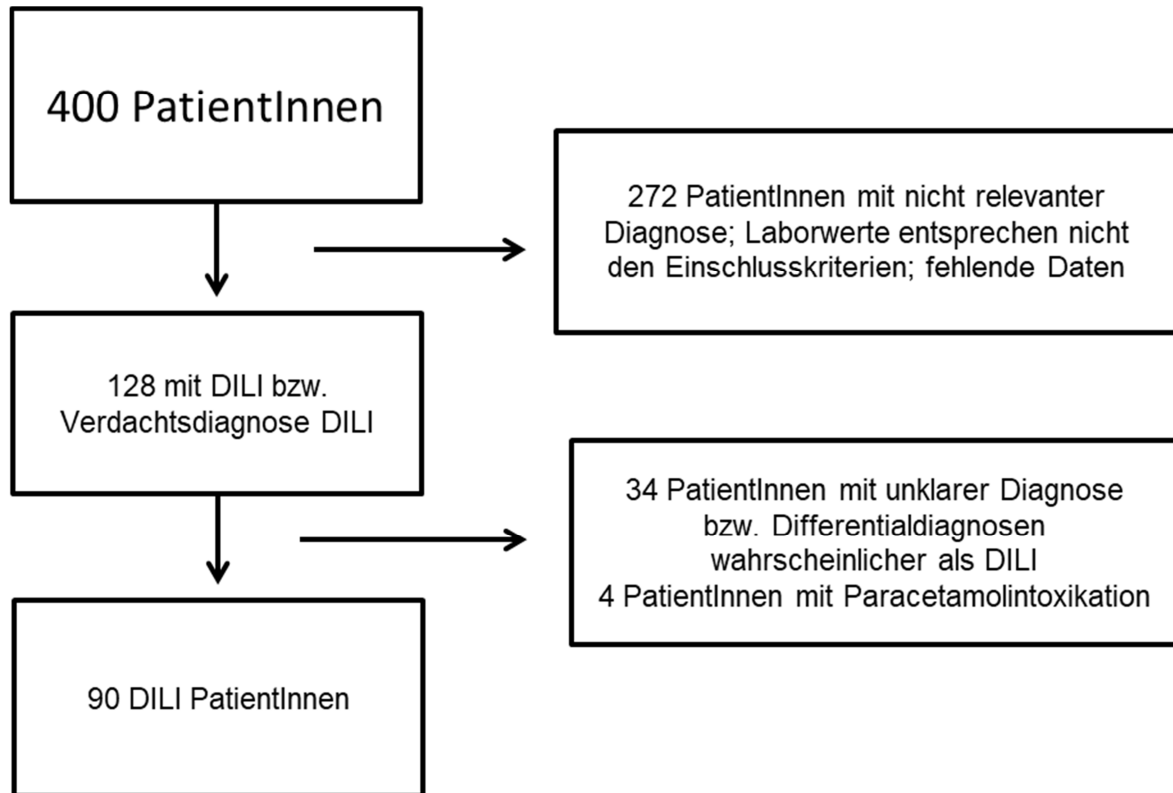 400 PatientInnen
272 PatientInnen mit nicht relevanter
Diagnose; Laborwerte entsprechen nicht
den Einschlusskriterien; fehlende Daten
128 mit DILI bzw.
Verdachtsdiagnose DILI
34 PatientInnen mit unklarer Diagnose
bzw. Differentialdiagnosen
wahrscheinlicher als DILI
4 PatientInnen mit Paracetamolintoxikation
90 DILI PatientInnen